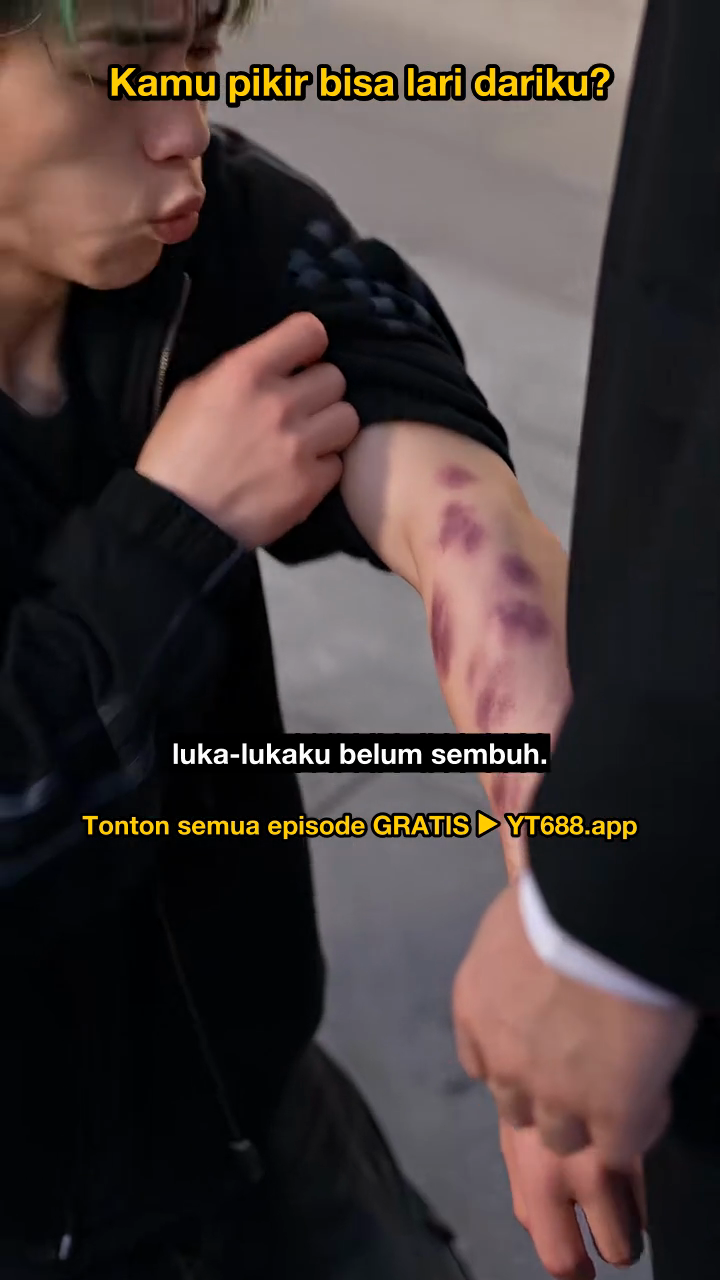 Kamu pikir bisa lari dariku?
luka-lukaku belum sembuh.
Tonton semua episode GRATIS ▶ YT688.app